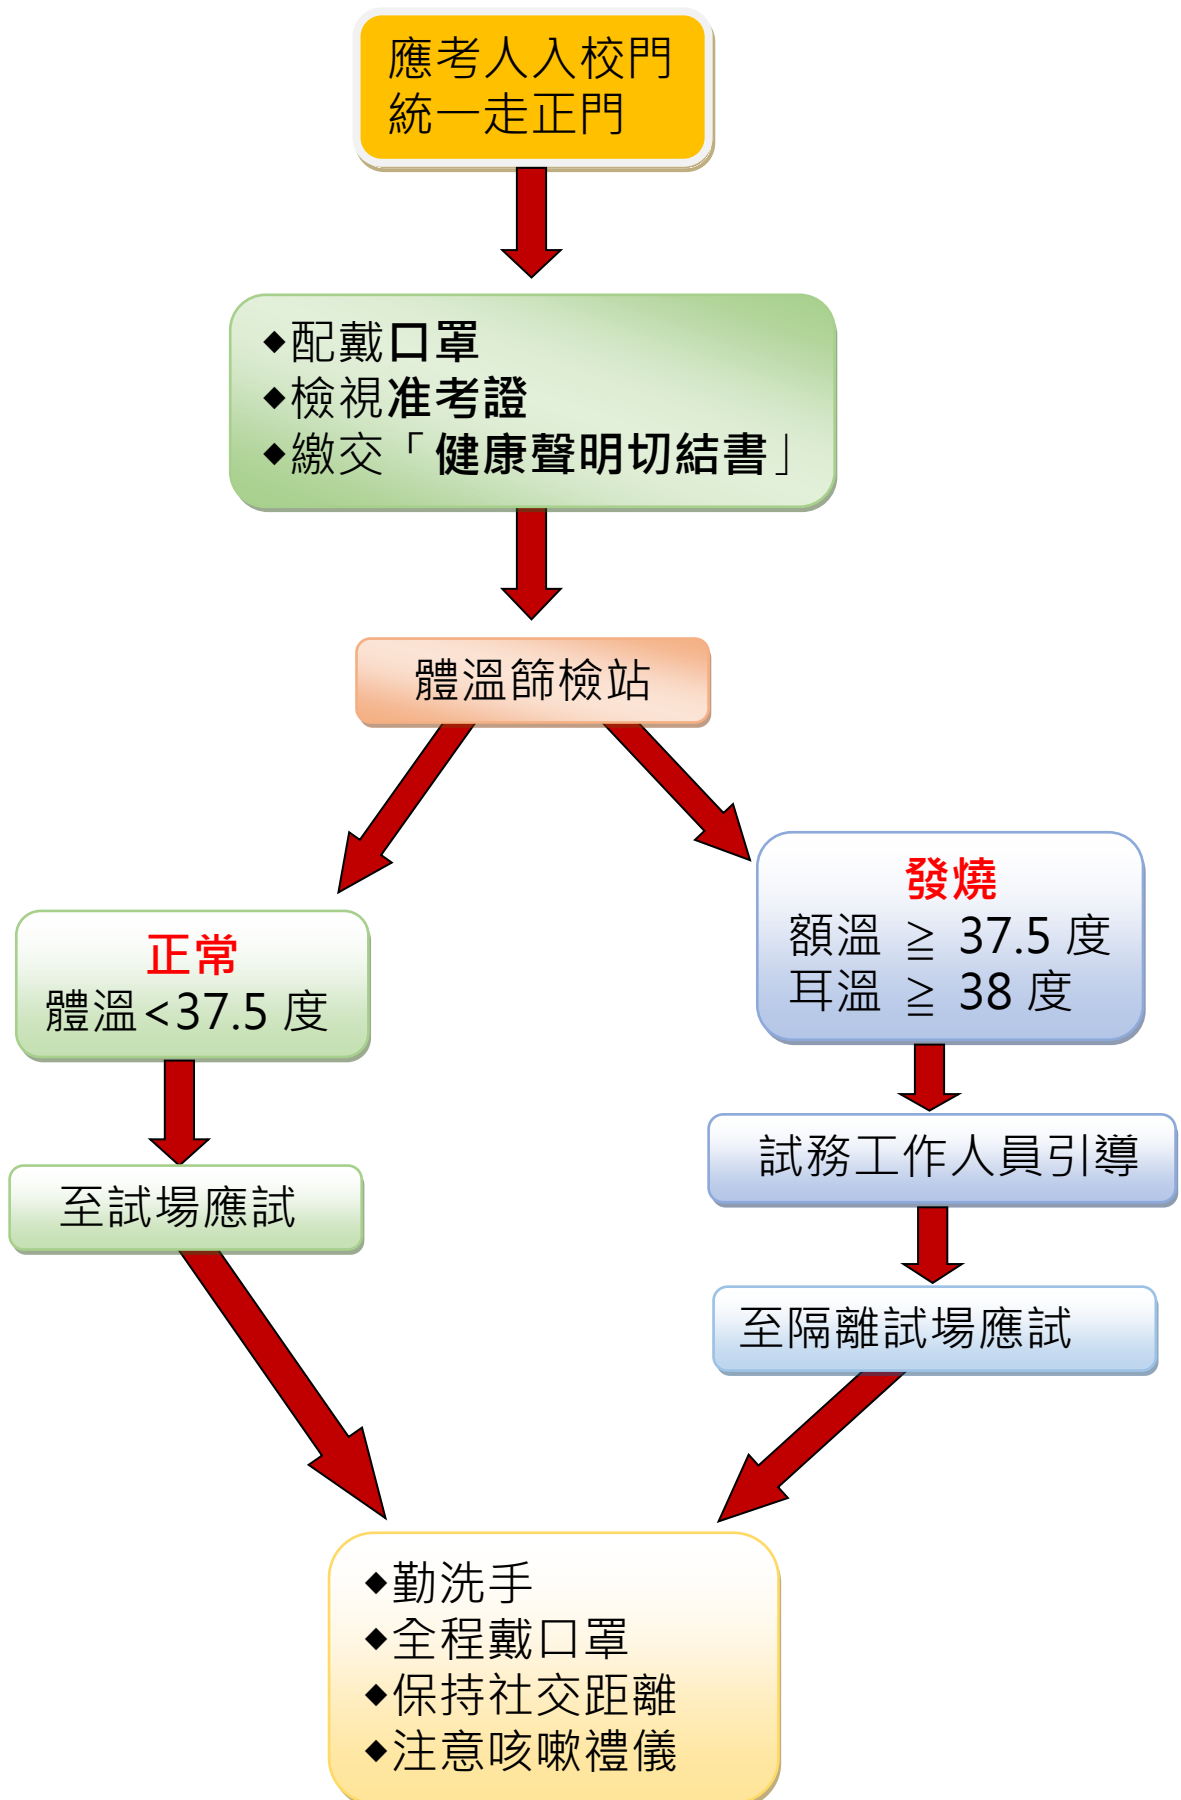 應考人入校門
統一走正門
◆配戴口罩
◆檢視准考證
◆繳交「健康聲明切結書」
體溫篩檢站
正常
體溫<37.5 度
至試場應試
發燒
額溫 ≧ 37.5 度
耳溫 ≧ 38 度
試務工作人員引導
至隔離試場應試
◆勤洗手
◆全程戴口罩
◆保持社交距離
◆注意咳嗽禮儀